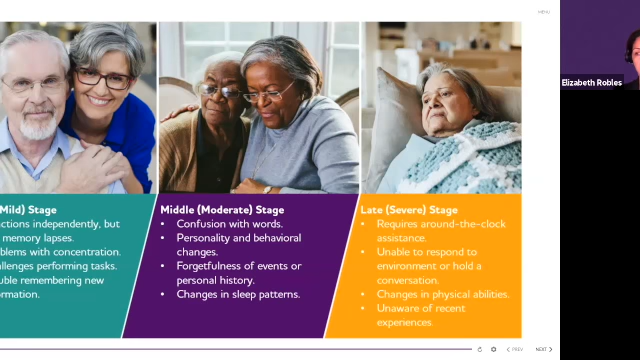 MENU
Elizabeth Robles
Mild) Stage
ctions independently, but
memory lapses.
blems with concentration.
llenges performing tasks.
uble remembering new
rmation.
Middle (Moderate) Stage
• Confusion with words.
• Personality and behavioral
changes.
• Forgetfulness of events or
personal history.
• Changes in sleep patterns.
Late (Severe) Stage
• Requires around-the-clock
assistance.
• Unable to respond to
environment or hold a
conversation.
• Changes in physical abilities.
• Unaware of recent
experiences.
< PREV
NEXT >